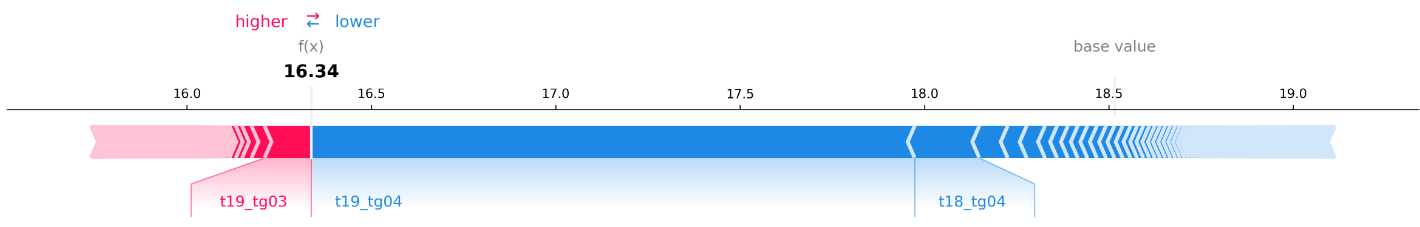 higher ⇄ lower
f(x) base value
16.34
16.0 16.5 17.0 17.5 18.0 18.5 19.0
t19_tg03 t19_tg04 t18_tg04